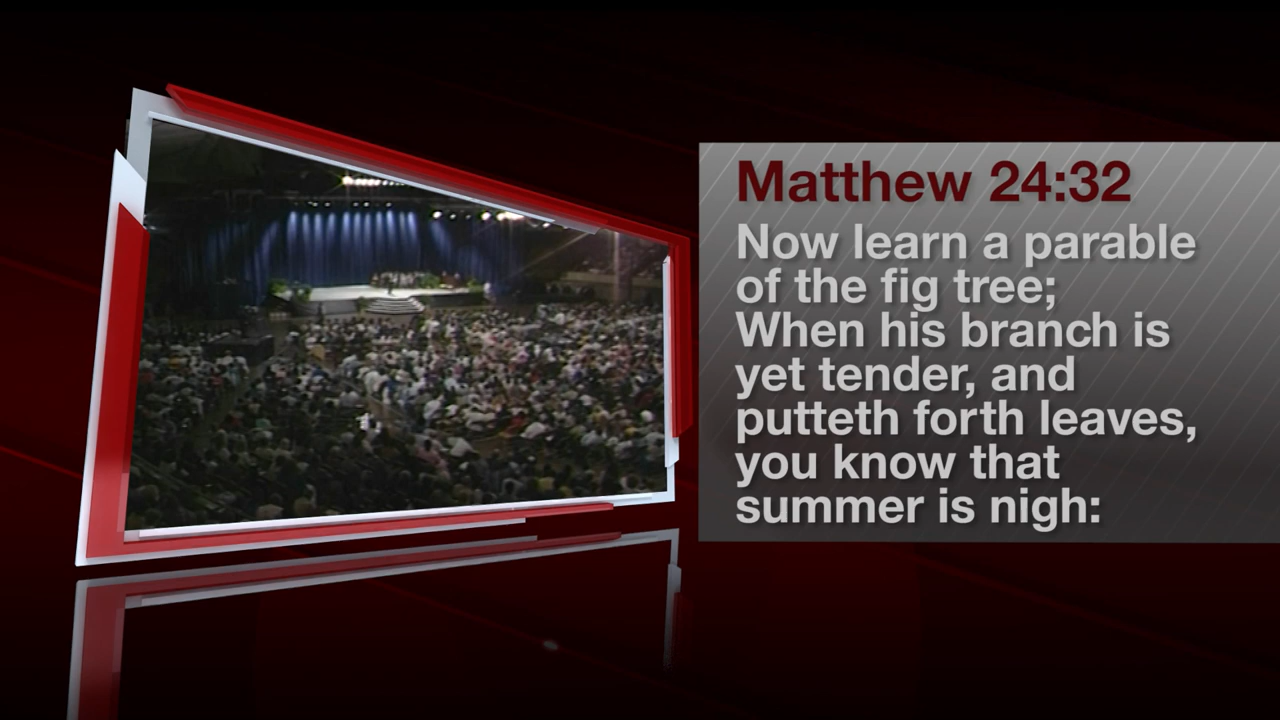 Matthew 24:32
Now learn a parable
of the fig tree;
When his branch is
yet tender, and
putteth forth leaves,
you know that
summer is nigh: